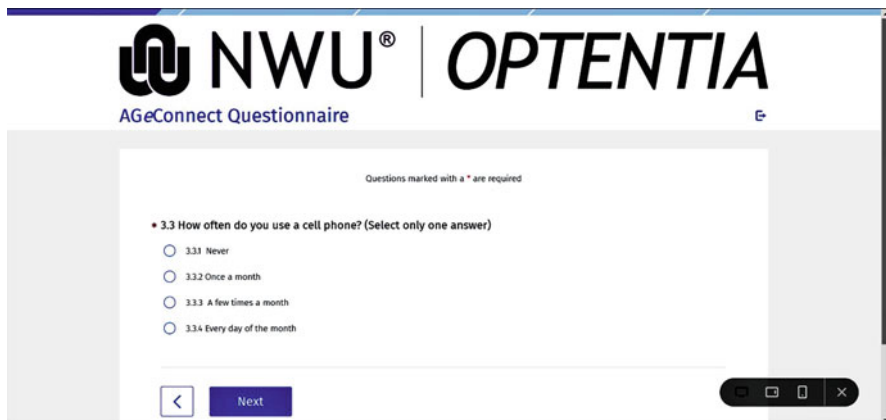 NWU® | OPTENTIA
AGeConnect Questionnaire
Questions marked with a * are required
* 3.3 How often do you use a cell phone? (Select only one answer)
3.3.1 Never
3.3.2 Once a month
3.3.3 A few times a month
3.3.4 Every day of the month
Next